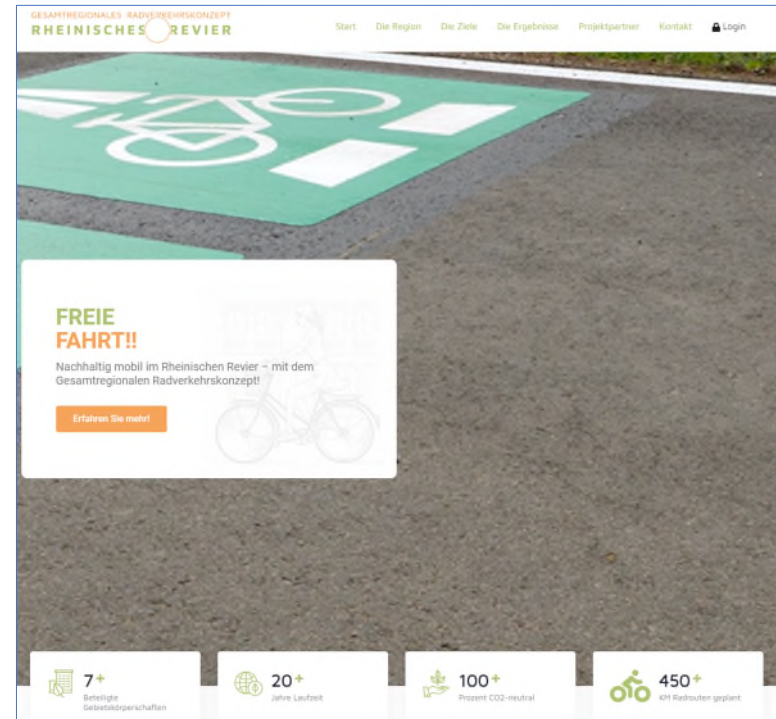 GESAMTREGIONALES RADVERKEHRSKONZEPT
RHEINISCHES REVIER
Start Die Region Die Ziele Die Ergebnisse Projektpartner Kontakt Login
FREIE
FAHRT!!
Nachhaltig mobil im Rheinischen Revier – mit dem
Gesamtregionalen Radverkehrskonzept!
Erfahren Sie mehr!
7+
Beteiligte
Gebietskörperschaften
20+
Jahre Laufzeit
100+
Prozent CO2-neutral
450+
KM Radrouten geplant